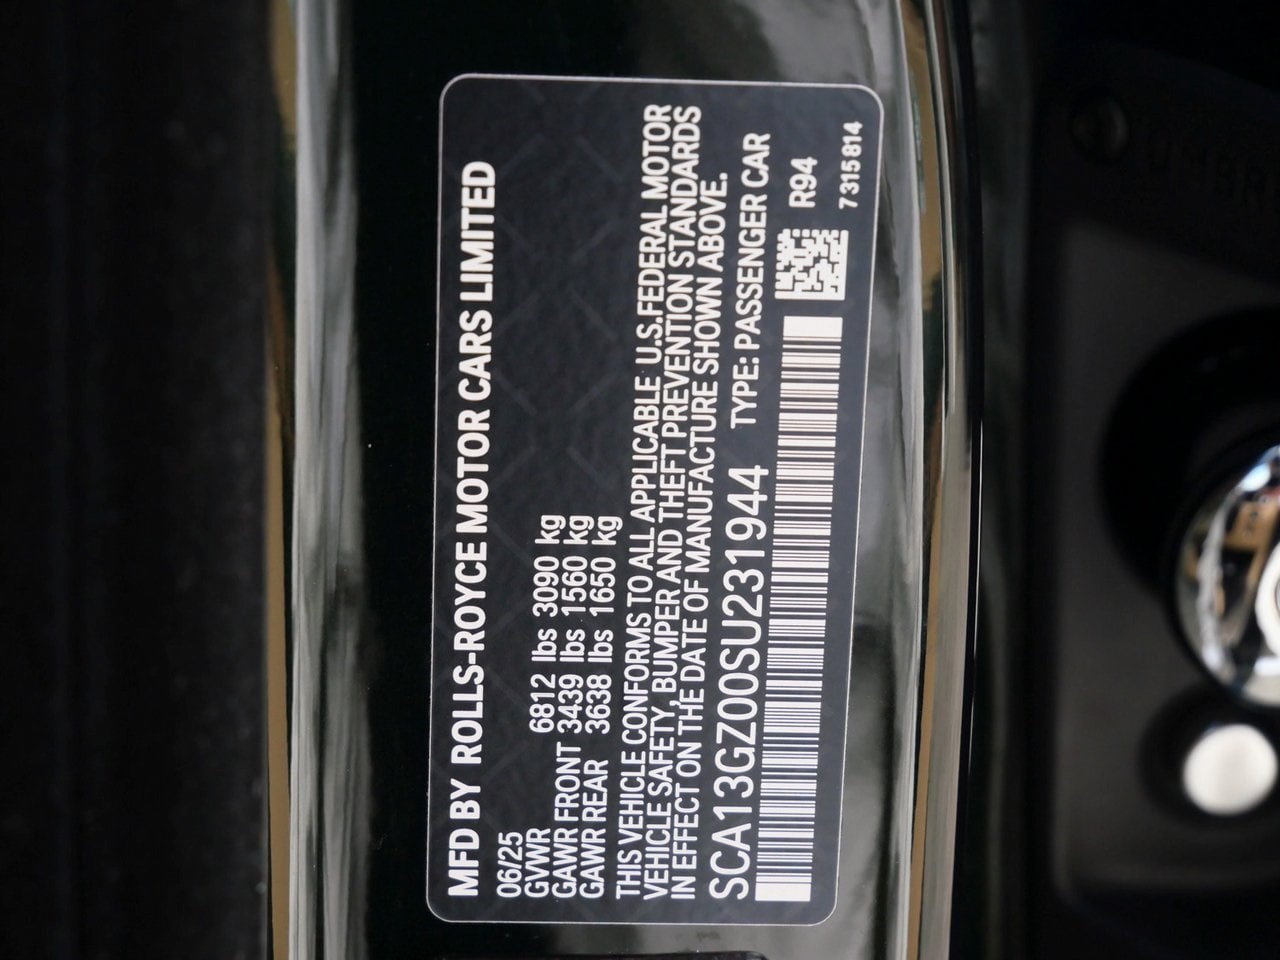 MFD BY ROLLS-ROYCE MOTOR CARS LIMITED
06/25
GVWR 6812 lbs 3090 kg
GAWR FRONT 3439 lbs 1560 kg
GAWR REAR 3638 lbs 1650 kg
THIS VEHICLE CONFORMS TO ALL APPLICABLE U.S.FEDERAL MOTOR
VEHICLE SAFETY, BUMPER AND THEFT PREVENTION STANDARDS
IN EFFECT ON THE DATE OF MANUFACTURE SHOWN ABOVE.
SCA13GZ00SU231944 TYPE: PASSENGER CAR
R94
7 315 814